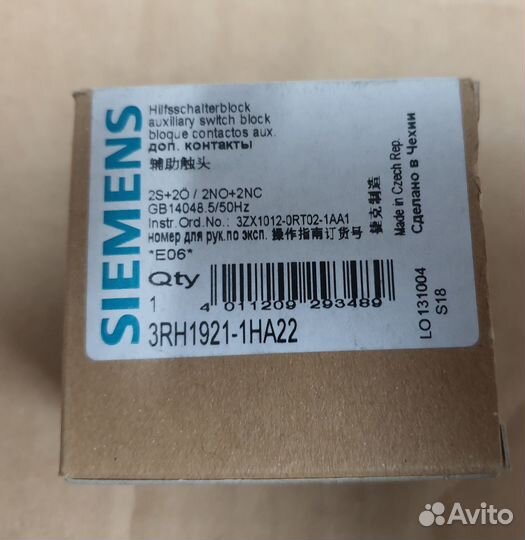 SIEMENS
Hilfsschalterblock
auxiliary switch block
bloque contactos aux.
доп. контакты
辅助触头
2S+2Ö / 2NO+2NC
GB14048.5/50Hz
Instr.Ord.No.: 3ZX1012-0RT02-1AA1
номер для рук.по эксп. 操作指南订货号
*E06*
Qty
1
4 011209 293489
3RH1921-1HA22
捷克制造
Made in Czech Rep.
Сделано в Чехии
LO131004
S18
Avito